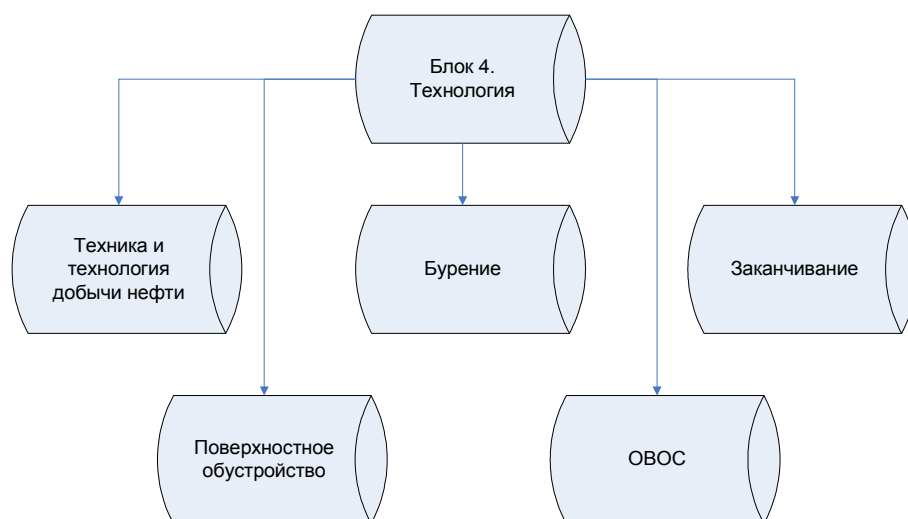 Блок 4.
Технология
Техника и
технология
добычи нефти
Бурение
Заканчивание
Поверхностное
обустройство
ОВОС